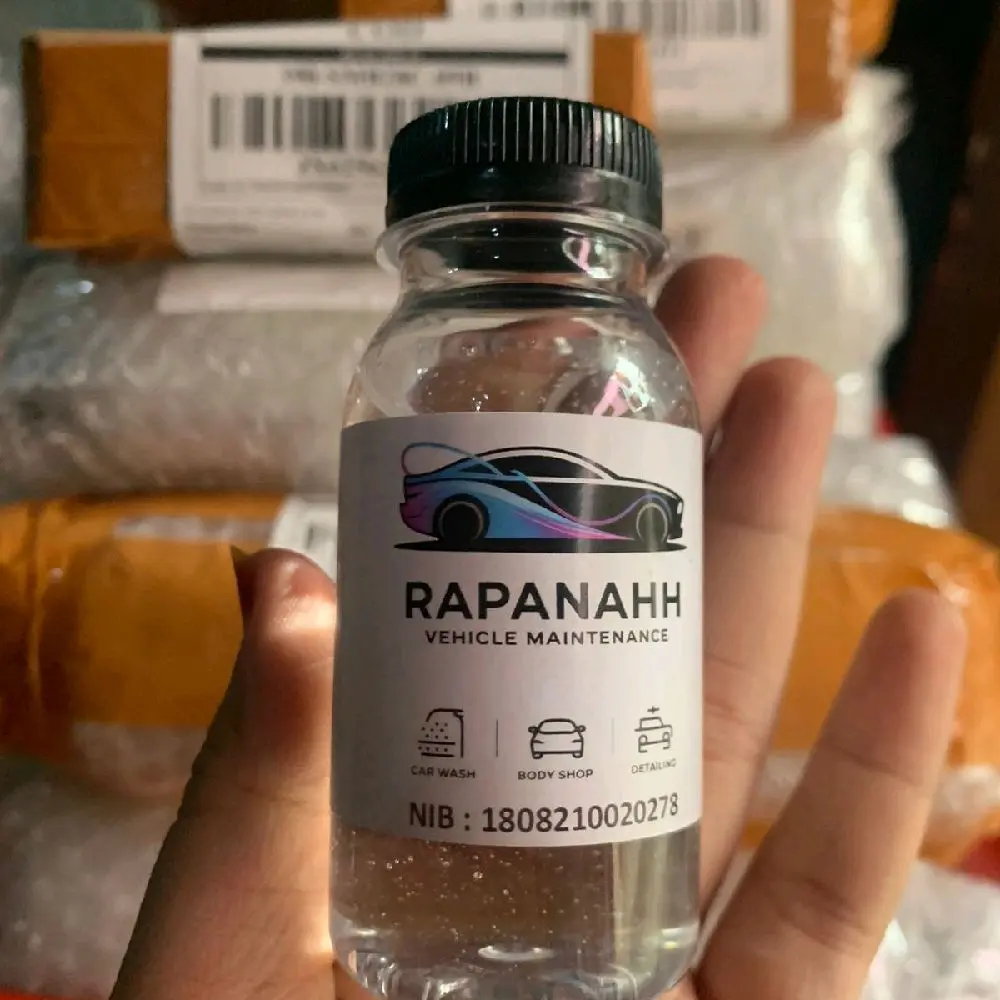 RAPANAHH
VEHICLE MAINTENANCE
CAR WASH
BODY SHOP
DETAILING
NIB : 1808210020278